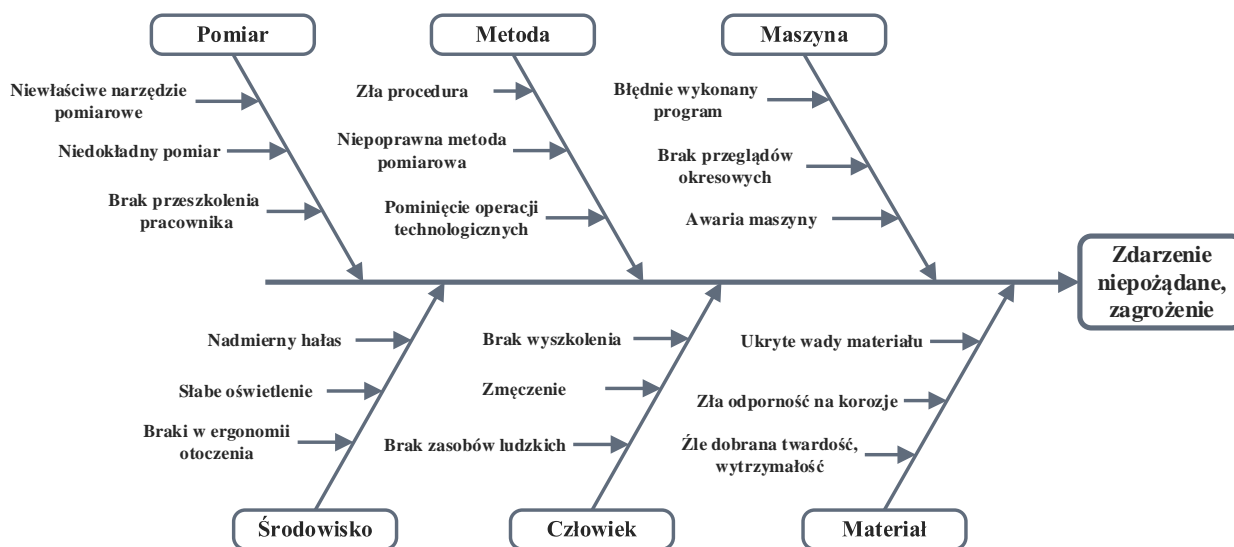 Pomiar
Metoda
Maszyna
Niewłaściwe narzędzie
pomiarowe
Niedokładny pomiar
Brak przeszkolenia
pracownika
Zła procedura
Niepoprawna metoda
pomiarowa
Pominięcie operacji
technologicznych
Błędnie wykonany
program
Brak przeglądów
okresowych
Awaria maszyny
Zdarzenie
niepożądane,
zagrożenie
Nadmierny hałas
Słabe oświetlenie
Braki w ergonomii
otoczenia
Brak wyszkolenia
Zmęczenie
Brak zasobów ludzkich
Ukryte wady materiału
Zła odporność na korozje
Źle dobrana twardość,
wytrzymałość
Środowisko
Człowiek
Materiał